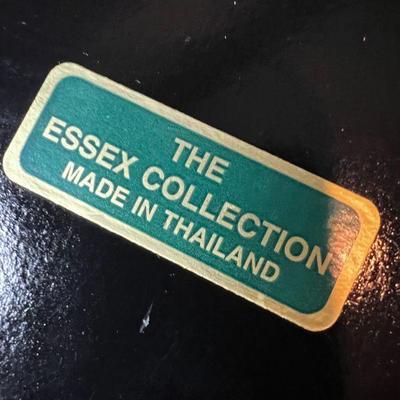 THE
ESSEX COLLECTION
MADE IN THAILAND